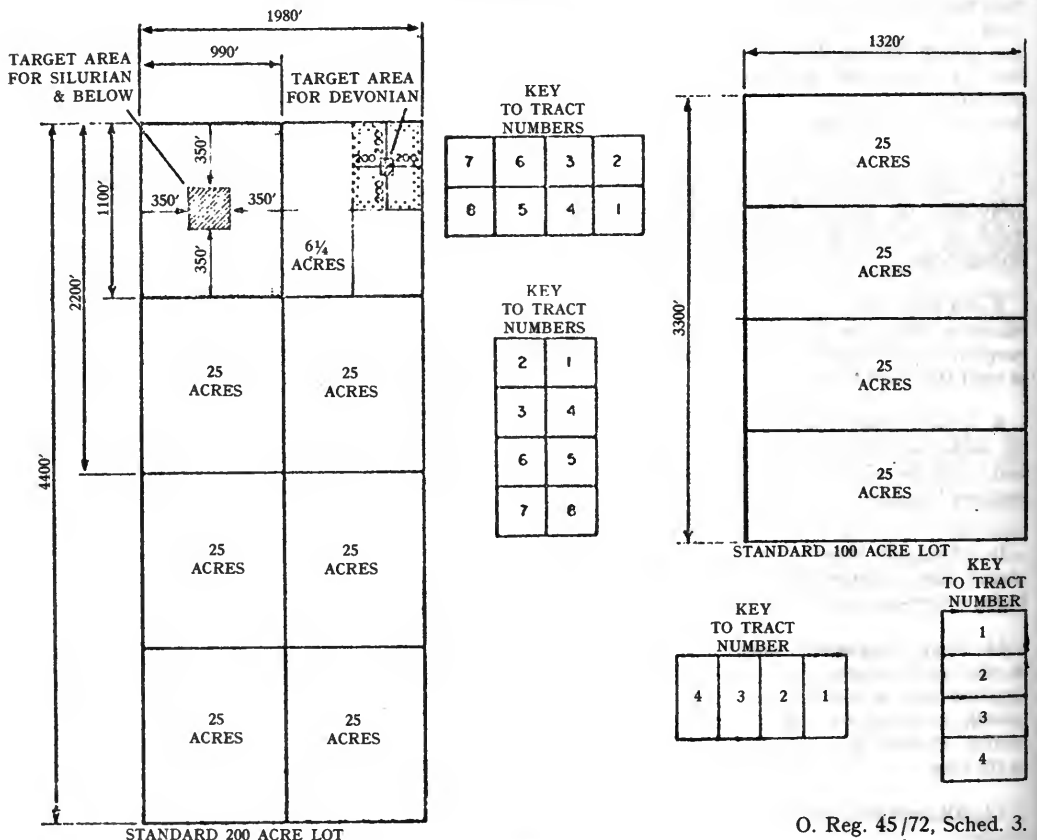 1980'
990'
TARGET AREA
FOR SILURIAN
& BELOW
TARGET AREA
FOR DEVONIAN
350'
350'
350'
350'
200'
200
200
200'
6¼
ACRES
1100'
2200'
4400'
25
ACRES
25
ACRES
25
ACRES
25
ACRES
25
ACRES
25
ACRES
STANDARD 200 ACRE LOT
KEY
TO TRACT
NUMBERS
7 6 3 2
8 5 4 1
KEY
TO TRACT
NUMBERS
2 1
3 4
6 5
7 8
1320'
3300'
25
ACRES
25
ACRES
25
ACRES
25
ACRES
STANDARD 100 ACRE LOT
KEY
TO TRACT
NUMBER
4 3 2 1
KEY
TO TRACT
NUMBER
1
2
3
4
O. Reg. 45/72, Sched. 3.